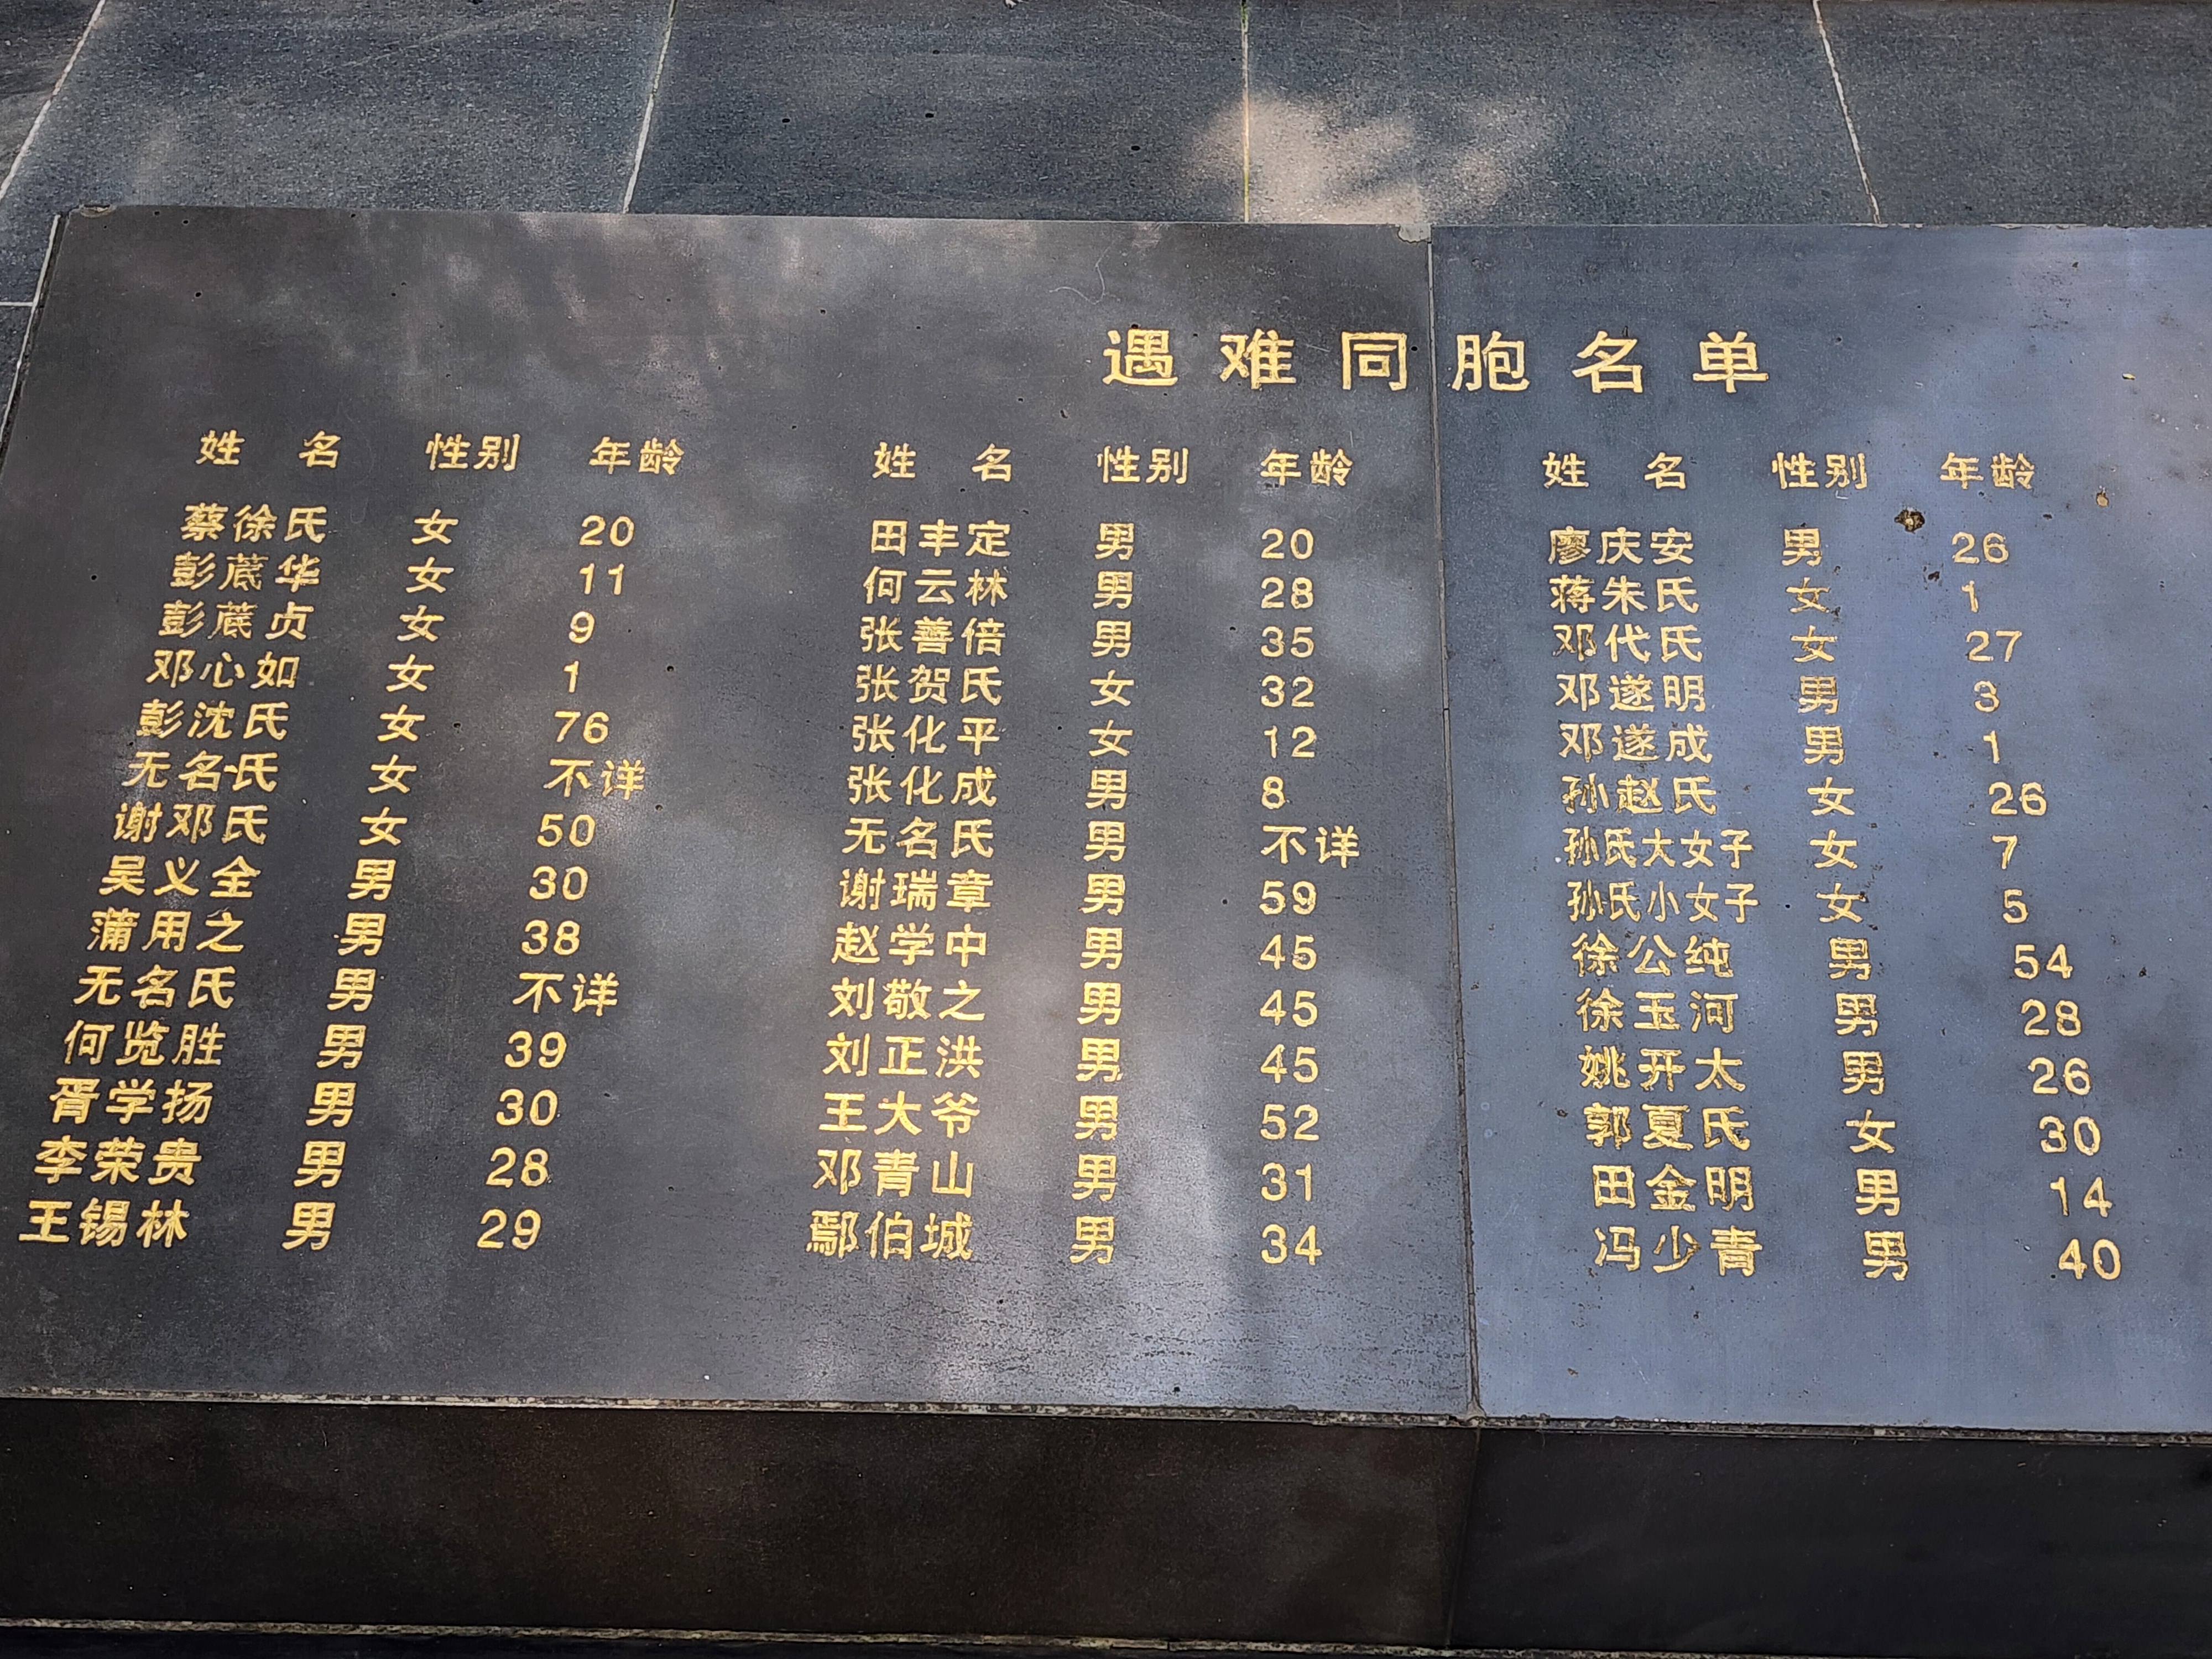 遇难同胞名单
姓 名 性别 年龄
蔡徐氏 女 20
彭蒞华 女 11
彭蒞贞 女 9
邓心如 女 1
彭沈氏 女 76
无名氏 女 不详
谢邓氏 女 50
吴义全 男 30
蒲用之 男 38
无名氏 男 不详
何览胜 男 39
胥学扬 男 30
李荣贵 男 28
王锡林 男 29
姓 名 性别 年龄
田丰定 男 20
何云林 男 28
张善倍 男 35
张贺氏 女 32
张化平 女 12
张化成 男 8
无名氏 男 不详
谢瑞章 男 59
赵学中 男 45
刘敬之 男 45
刘正洪 男 45
王大爷 男 52
邓青山 男 31
鄢伯城 男 34
姓 名 性别 年龄
廖庆安 男 26
蒋朱氏 女 1
邓代氏 女 27
邓遂明 男 3
邓遂成 男 1
孙赵氏 女 26
孙氏大女子 女 7
孙氏小女子 女 5
徐公纯 男 54
徐玉河 男 28
姚开太 男 26
郭夏氏 女 30
田金明 男 14
冯少青 男 40